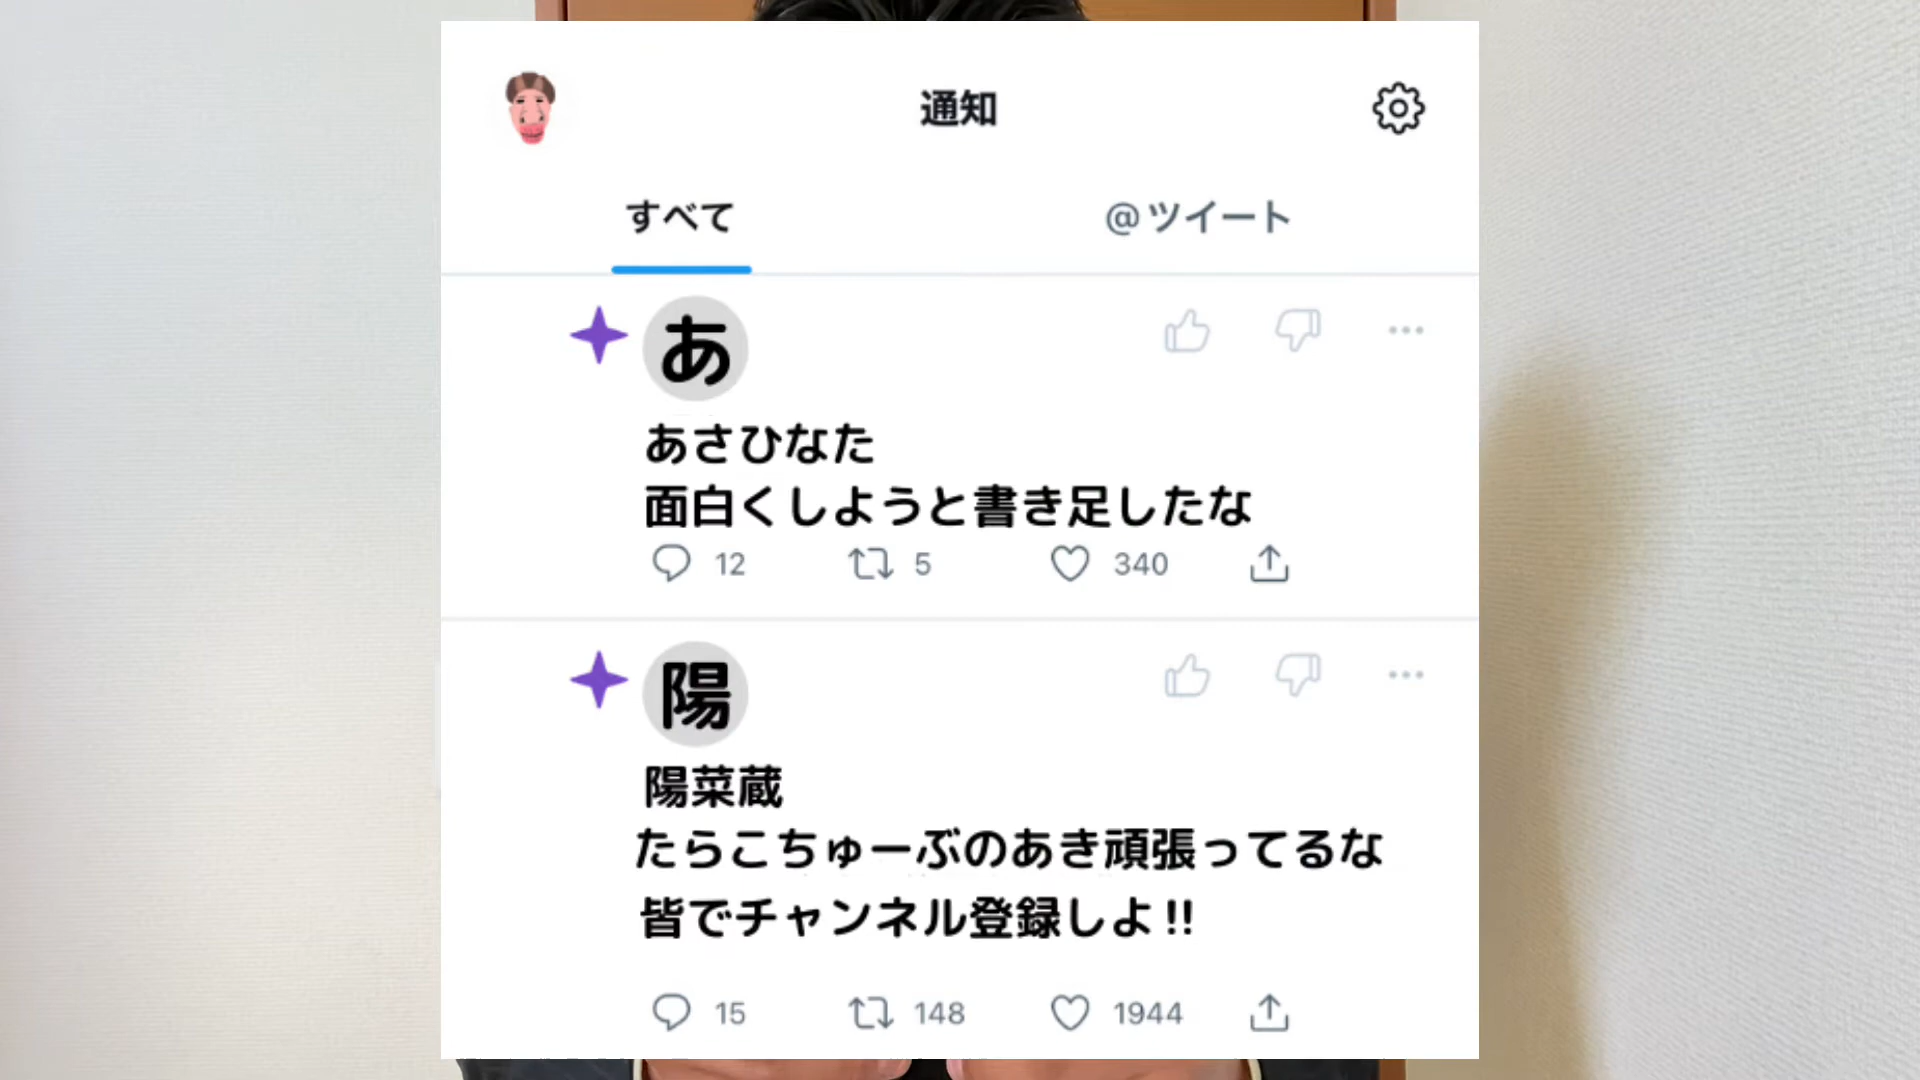 通知
すべて
@ツイート
あ
あさひなた
面白くしようと書き足したな
12
5
340
陽
陽菜蔵
たらこちゅーぶのあき頑張ってるな
皆でチャンネル登録しよ!!
15
148
1944